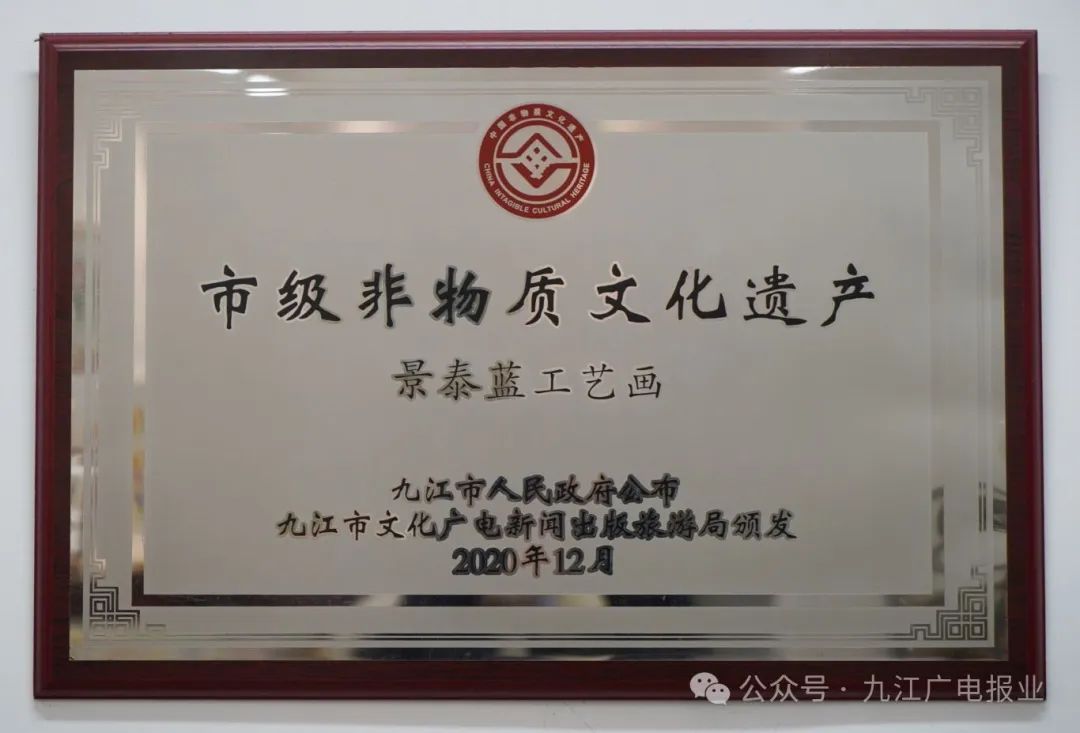 中国非物质文化遗产
CHINA INTAGIBLE CULTURAL HERITAGE
市级非物质文化遗产
景泰蓝工艺画
九江市人民政府公布
九江市文化广电新闻出版旅游局颁发
2020年12月
公众号·九江广电报业